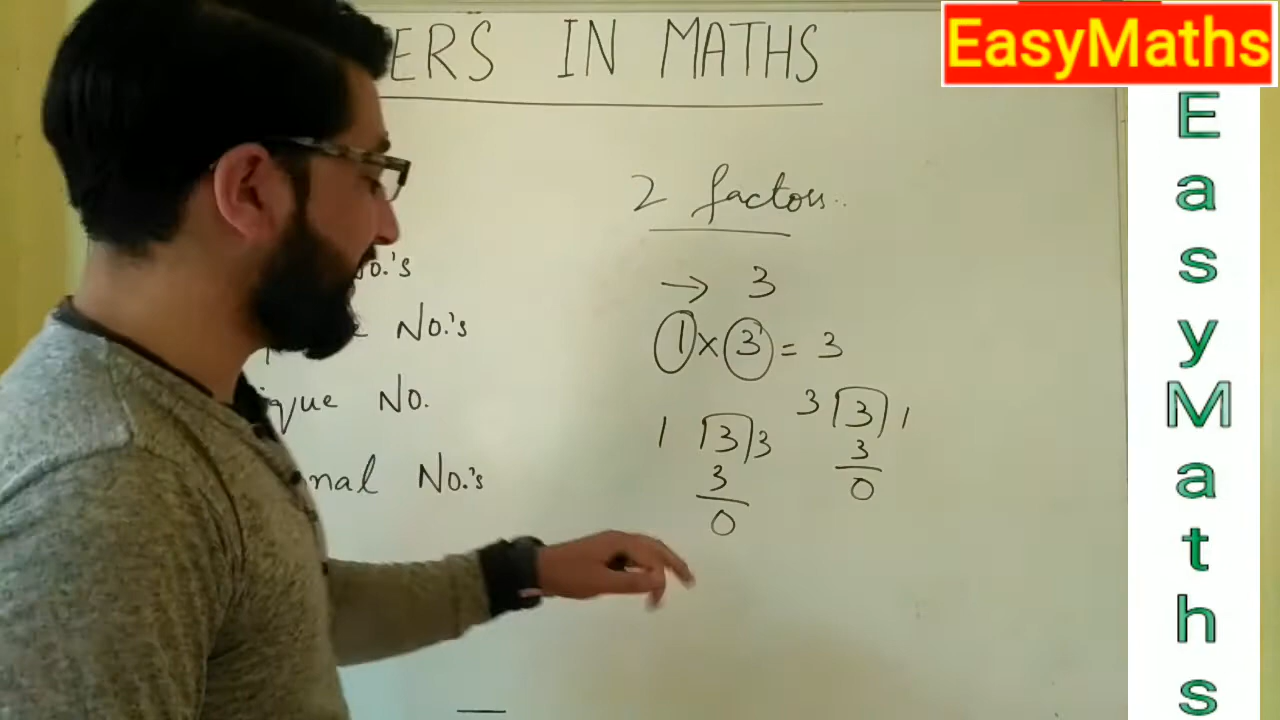 ERS IN MATHS
EasyMaths
EasyMaths
2 factors..
No.'s
→ 3
No.'s
1 × 3 = 3
ique No.
3 ) 3 ( 1
3
0
1 ) 3 ( 3
3
0
nal No.'s